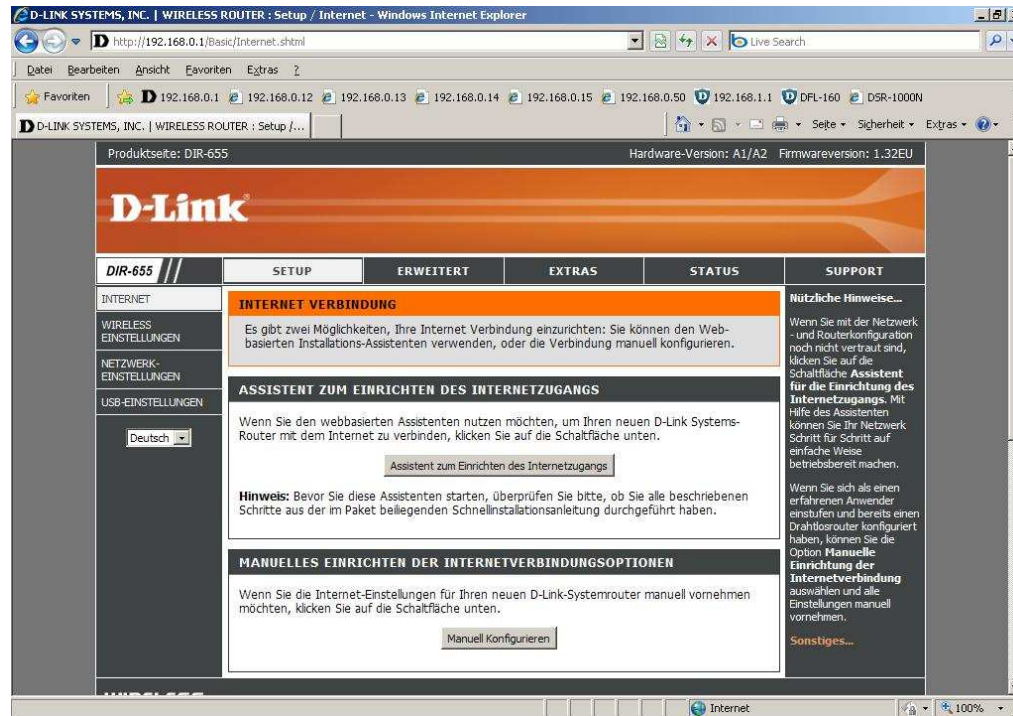 D-LINK SYSTEMS, INC. | WIRELESS ROUTER : Setup / Internet - Windows Internet Explorer
http://192.168.0.1/Basic/Internet.shtml
Live Search
Datei Bearbeiten Ansicht Favoriten Extras ?
Favoriten 192.168.0.1 192.168.0.12 192.168.0.13 192.168.0.14 192.168.0.15 192.168.0.50 192.168.1.1 DFL-160 DSR-1000N
D-LINK SYSTEMS, INC. | WIRELESS ROUTER : Setup /...
Seite Sicherheit Extras
Produktseite: DIR-655
Hardware-Version: A1/A2 Firmwareversion: 1.32EU
D-Link
DIR-655
SETUP
ERWEITERT
EXTRAS
STATUS
SUPPORT
INTERNET
WIRELESS
EINSTELLUNGEN
NETZWERK-
EINSTELLUNGEN
USB-EINSTELLUNGEN
Deutsch
INTERNET VERBINDUNG
Es gibt zwei Möglichkeiten, Ihre Internet Verbindung einzurichten: Sie können den Web-
basierten Installations-Assistenten verwenden, oder die Verbindung manuell konfigurieren.
ASSISTENT ZUM EINRICHTEN DES INTERNETZUGANGS
Wenn Sie den webbasierten Assistenten nutzen möchten, um Ihren neuen D-Link Systems-
Router mit dem Internet zu verbinden, klicken Sie auf die Schaltfläche unten.
Assistent zum Einrichten des Internetzugangs
Hinweis: Bevor Sie diese Assistenten starten, überprüfen Sie bitte, ob Sie alle beschriebenen
Schritte aus der im Paket beiliegenden Schnellinstallationsanleitung durchgeführt haben.
MANUELLES EINRICHTEN DER INTERNETVERBINDUNGSOPTIONEN
Wenn Sie die Internet-Einstellungen für Ihren neuen D-Link-Systemrouter manuell vornehmen
möchten, klicken Sie auf die Schaltfläche unten.
Manuell Konfigurieren
Nützliche Hinweise...
Wenn Sie mit der Netzwerk
- und Routerkonfiguration
noch nicht vertraut sind,
klicken Sie auf die
Schaltfläche Assistent
für die Einrichtung des
Internetzugangs. Mit
Hilfe des Assistenten
können Sie Ihr Netzwerk
Schritt für Schritt auf
einfache Weise
betriebsbereit machen.
Wenn Sie sich als einen
erfahrenen Anwender
einstufen und bereits einen
Drahtlosrouter konfiguriert
haben, können Sie die
Option Manuelle
Einrichtung der
Internetverbindung
auswählen und alle
Einstellungen manuell
vornehmen.
Sonstiges...
WIRELESS
Internet
100%